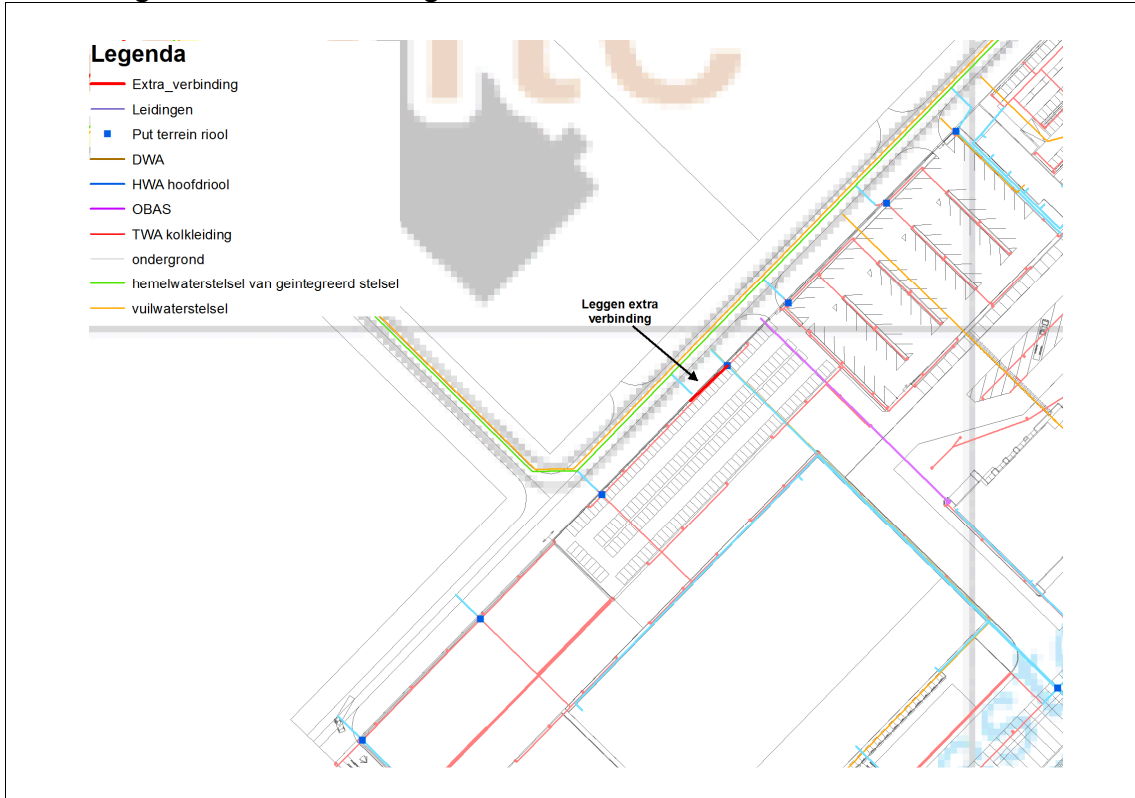 Legenda
Extra_verbinding
Leidingen
Put terrein riool
DWA
HWA hoofdriool
OBAS
TWA kolkleiding
ondergrond
hemelwaterstelsel van geintegreerd stelsel
vuilwaterstelsel
Leggen extra
verbinding